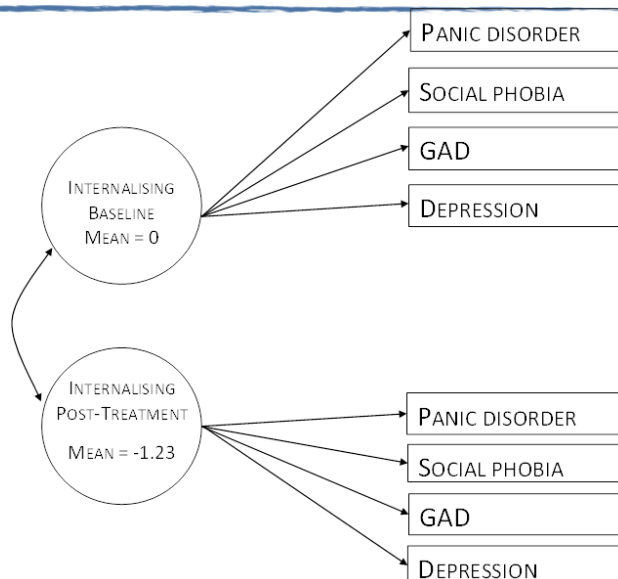 PANIC DISORDER
SOCIAL PHOBIA
GAD
DEPRESSION
INTERNALISING
BASELINE
MEAN = 0
INTERNALISING
POST-TREATMENT
MEAN = -1.23
PANIC DISORDER
SOCIAL PHOBIA
GAD
DEPRESSION